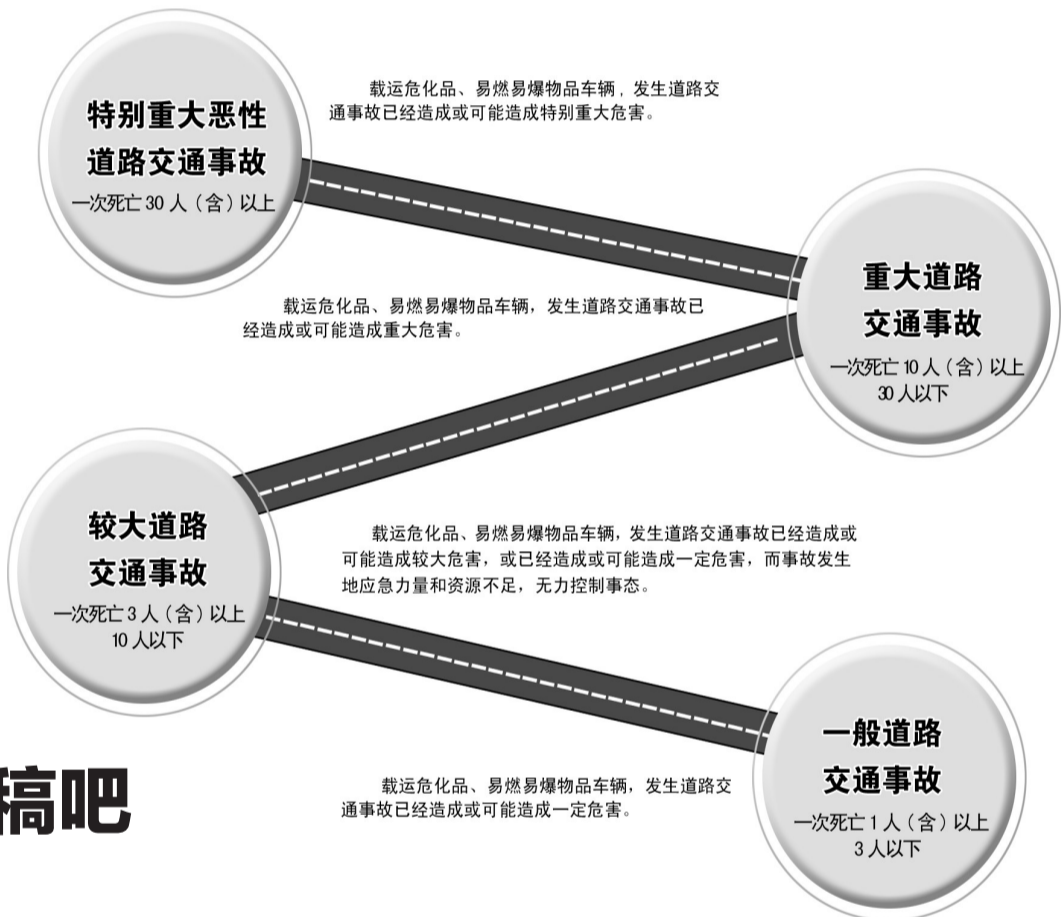 特别重大恶性
道路交通事故
一次死亡 30 人（含）以上
载运危化品、易燃易爆物品车辆，发生道路交
通事故已经造成或可能造成特别重大危害。
重大道路
交通事故
一次死亡 10 人（含）以上
30 人以下
载运危化品、易燃易爆物品车辆，发生道路交通事故已
经造成或可能造成重大危害。
较大道路
交通事故
一次死亡 3 人（含）以上
10 人以下
载运危化品、易燃易爆物品车辆，发生道路交通事故已经造成或
可能造成较大危害，或已经造成或可能造成一定危害，而事故发生
地应急力量和资源不足，无力控制事态。
一般道路
交通事故
一次死亡 1 人（含）以上
3 人以下
载运危化品、易燃易爆物品车辆，发生道路交
通事故已经造成或可能造成一定危害。
稿吧